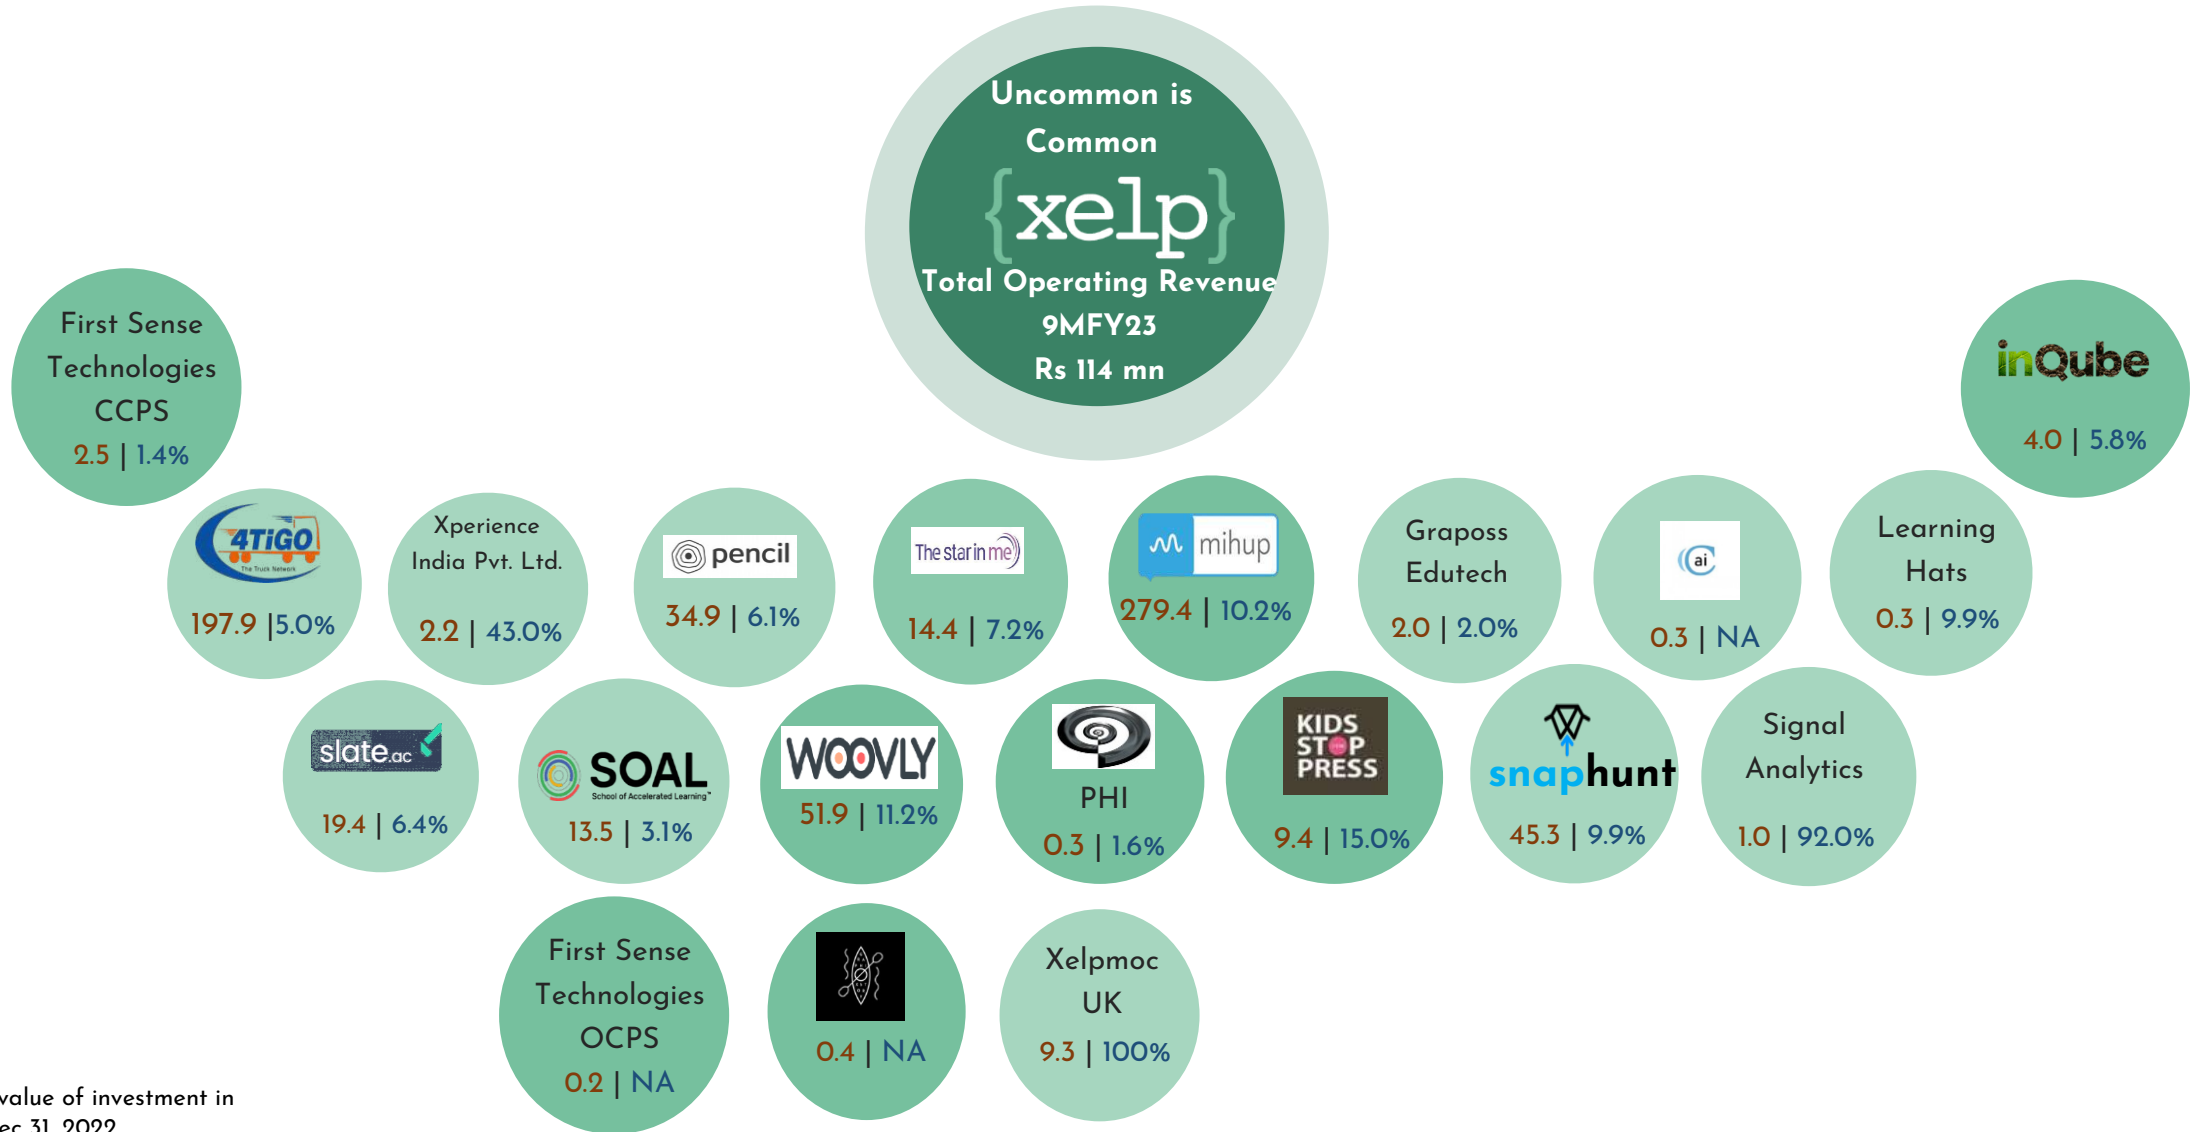 Uncommon is
Common
{xelp}
Total Operating Revenue
9MFY23
Rs 114 mn
First Sense
Technologies
CCPS
2.5 | 1.4%
inQube
4.0 | 5.8%
4TiGO
The Truck Network
197.9 |5.0%
Xperience
India Pvt. Ltd.
2.2 | 43.0%
pencil
34.9 | 6.1%
The star in me
14.4 | 7.2%
mihup
279.4 | 10.2%
Graposs
Edutech
2.0 | 2.0%
ai
0.3 | NA
Learning
Hats
0.3 | 9.9%
slate.ac
19.4 | 6.4%
SOAL
School of Accelerated Learning™
13.5 | 3.1%
WOOVLY
51.9 | 11.2%
PHI
0.3 | 1.6%
KIDS
STOP
PRESS
9.4 | 15.0%
snaphunt
45.3 | 9.9%
Signal
Analytics
1.0 | 92.0%
First Sense
Technologies
OCPS
0.2 | NA
0.4 | NA
Xelpmoc
UK
9.3 | 100%
value of investment in
ec 31, 2022